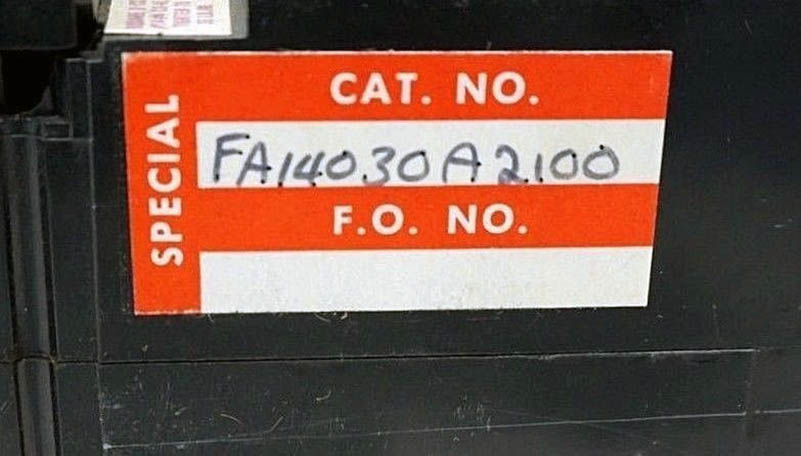 SPECIAL
CAT. NO.
FA14030A2100
F.O. NO.